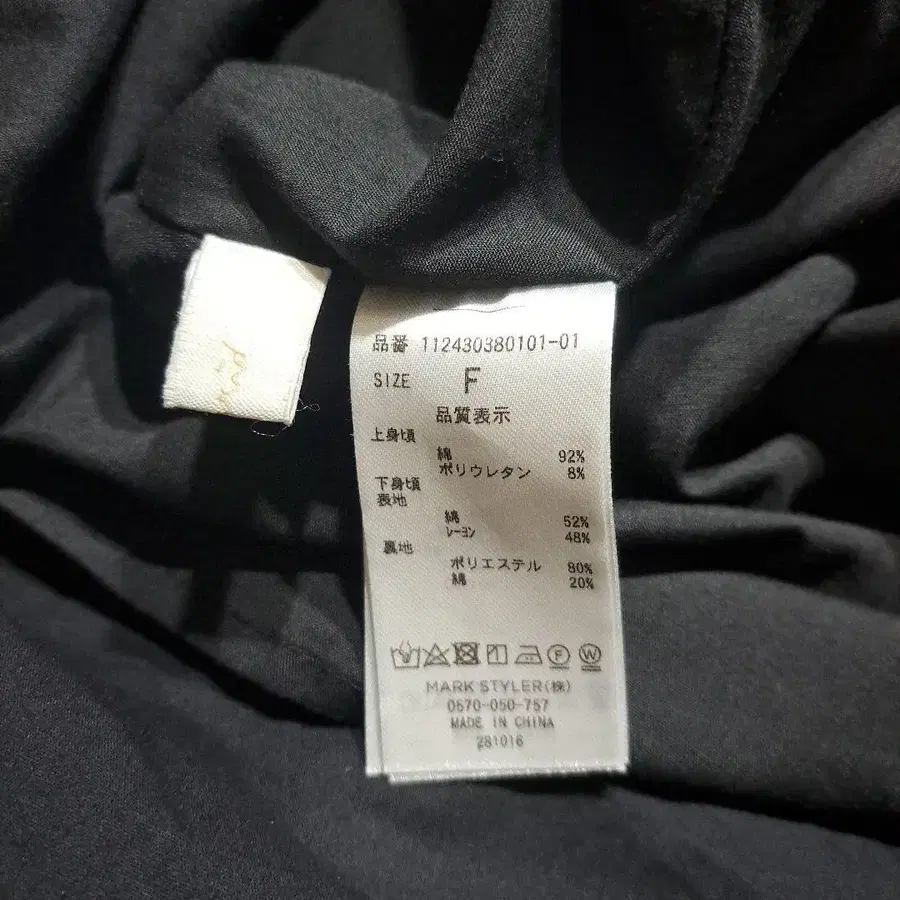 品番 112430380101-01
SIZE F
品質表示
上身頃
綿 92%
ポリウレタン 8%
下身頃
表地
綿 52%
レーヨン 48%
裏地
ポリエステル 80%
綿 20%
F W
MARK STYLER(株)
0570-050-757
MADE IN CHINA
281016